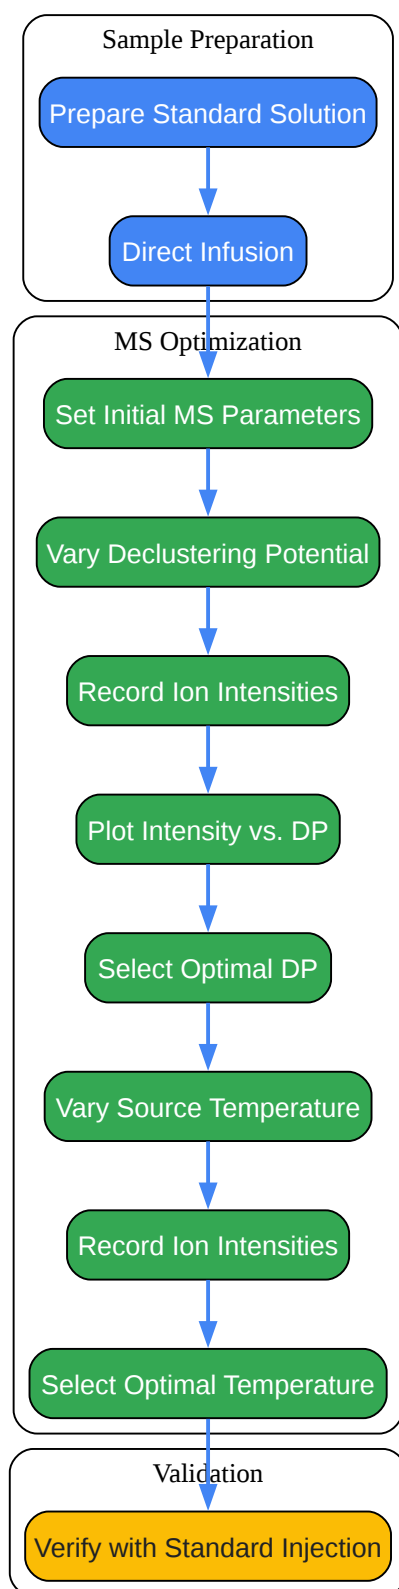 Sample Preparation
Prepare Standard Solution
Direct Infusion
MS Optimization
Set Initial MS Parameters
Vary Declustering Potential
Record Ion Intensities
Plot Intensity vs. DP
Select Optimal DP
Vary Source Temperature
Record Ion Intensities
Select Optimal Temperature
Validation
Verify with Standard Injection